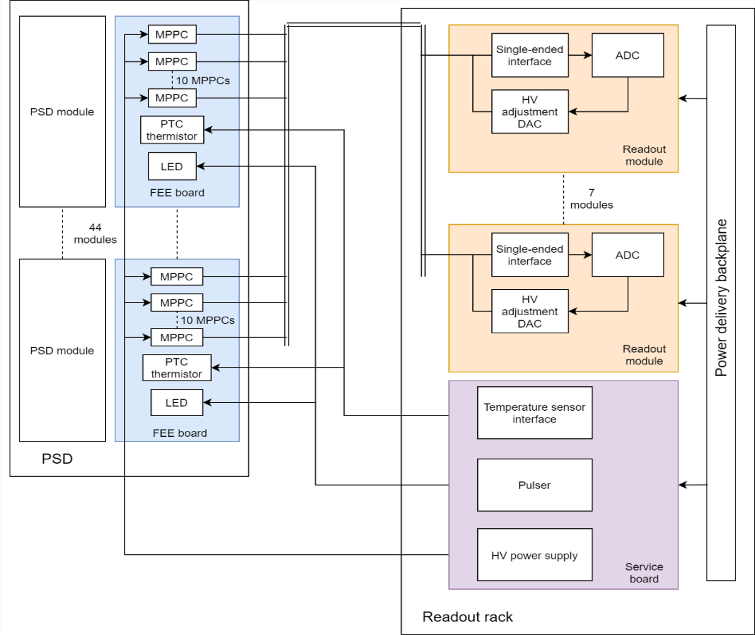 PSD module
MPPC
MPPC
10 MPPCs
MPPC
PTC
thermistor
LED
FEE board
44
modules
PSD module
MPPC
MPPC
10 MPPCs
MPPC
PTC
thermistor
LED
FEE board
PSD
Single-ended
interface
ADC
HV
adjustment
DAC
Readout
module
7
modules
Single-ended
interface
ADC
HV
adjustment
DAC
Readout
module
Temperature sensor
interface
Pulser
HV power supply
Service
board
Power delivery backplane
Readout rack